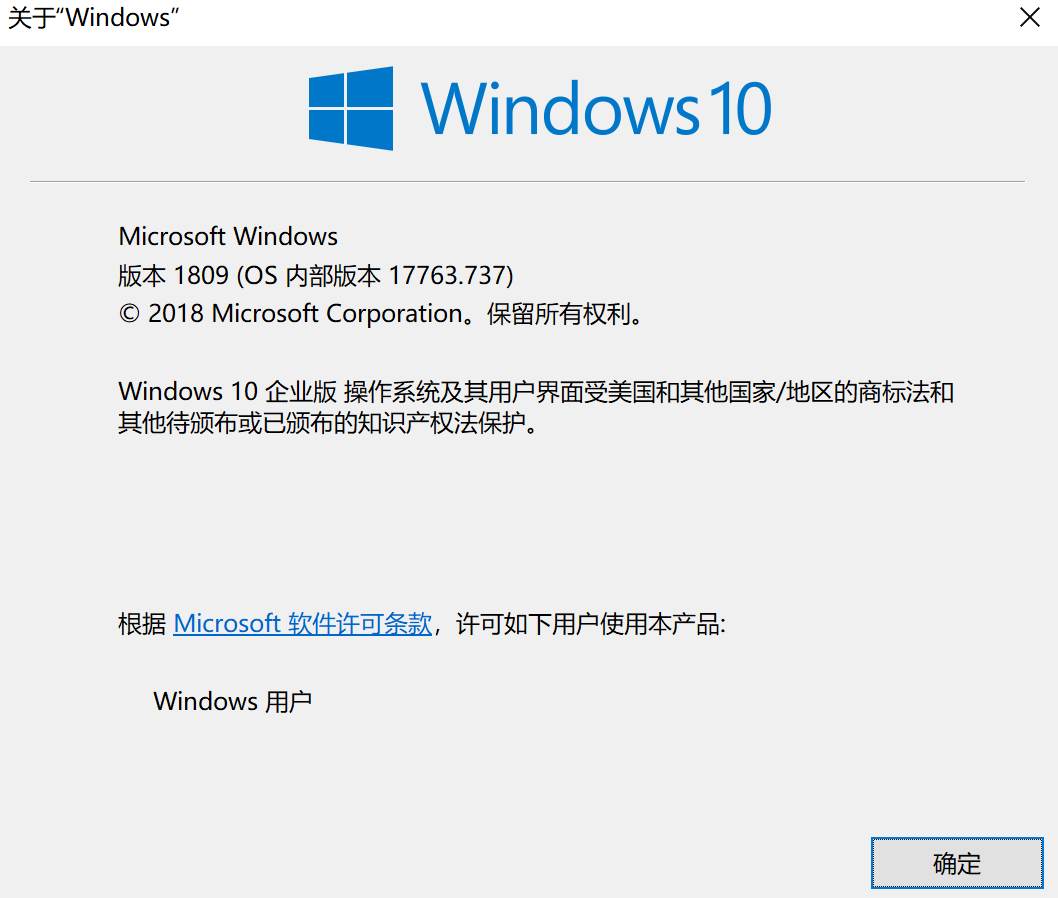 关于“Windows”
Windows 10
Microsoft Windows
版本 1809 (OS 内部版本 17763.737)
© 2018 Microsoft Corporation。保留所有权利。
Windows 10 企业版 操作系统及其用户界面受美国和其他国家/地区的商标法和
其他待颁布或已颁布的知识产权法保护。
根据 Microsoft 软件许可条款，许可如下用户使用本产品:
Windows 用户
确定